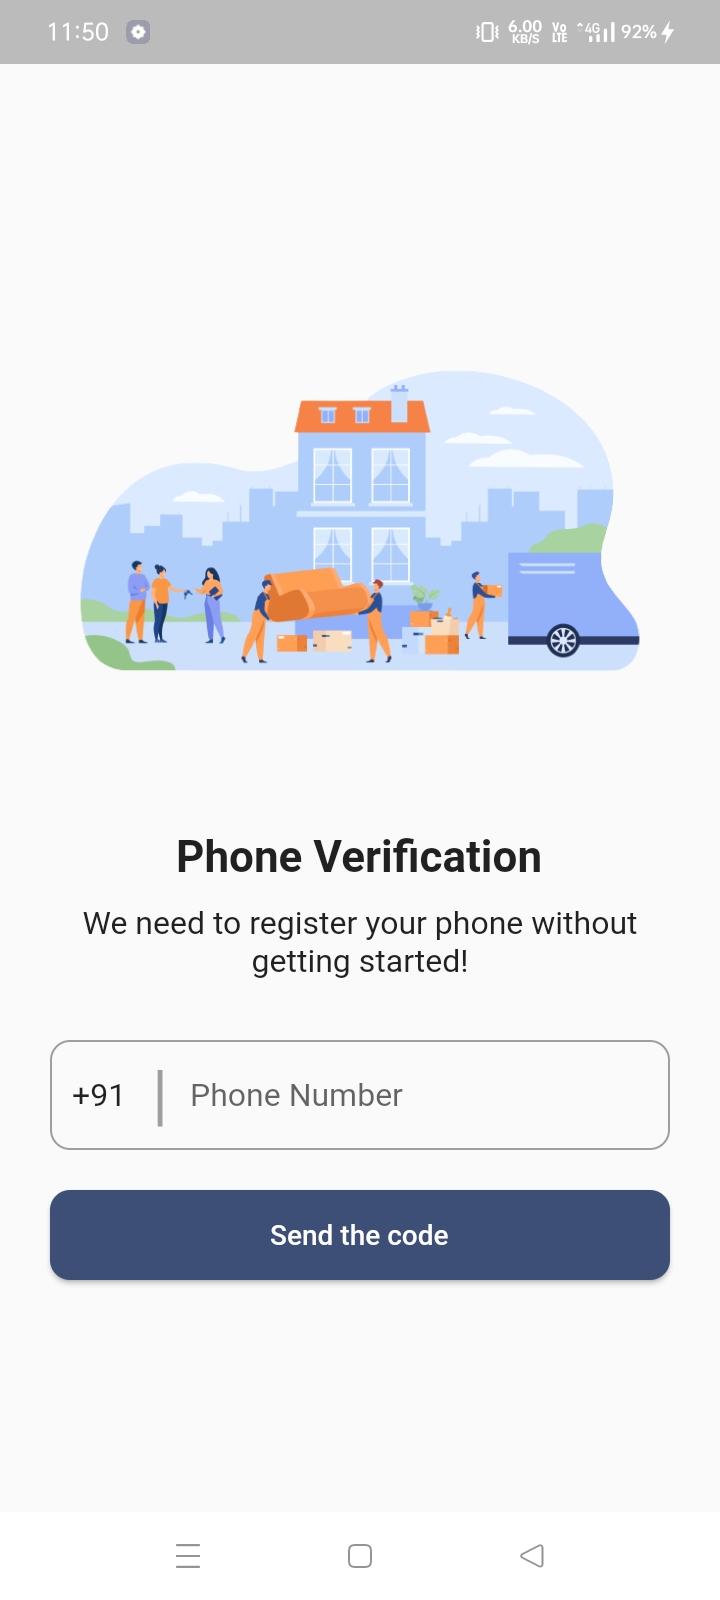 11:50 6.00 KB/S Vo LTE 4G 92%
Phone Verification
We need to register your phone without
getting started!
+91 Phone Number
Send the code